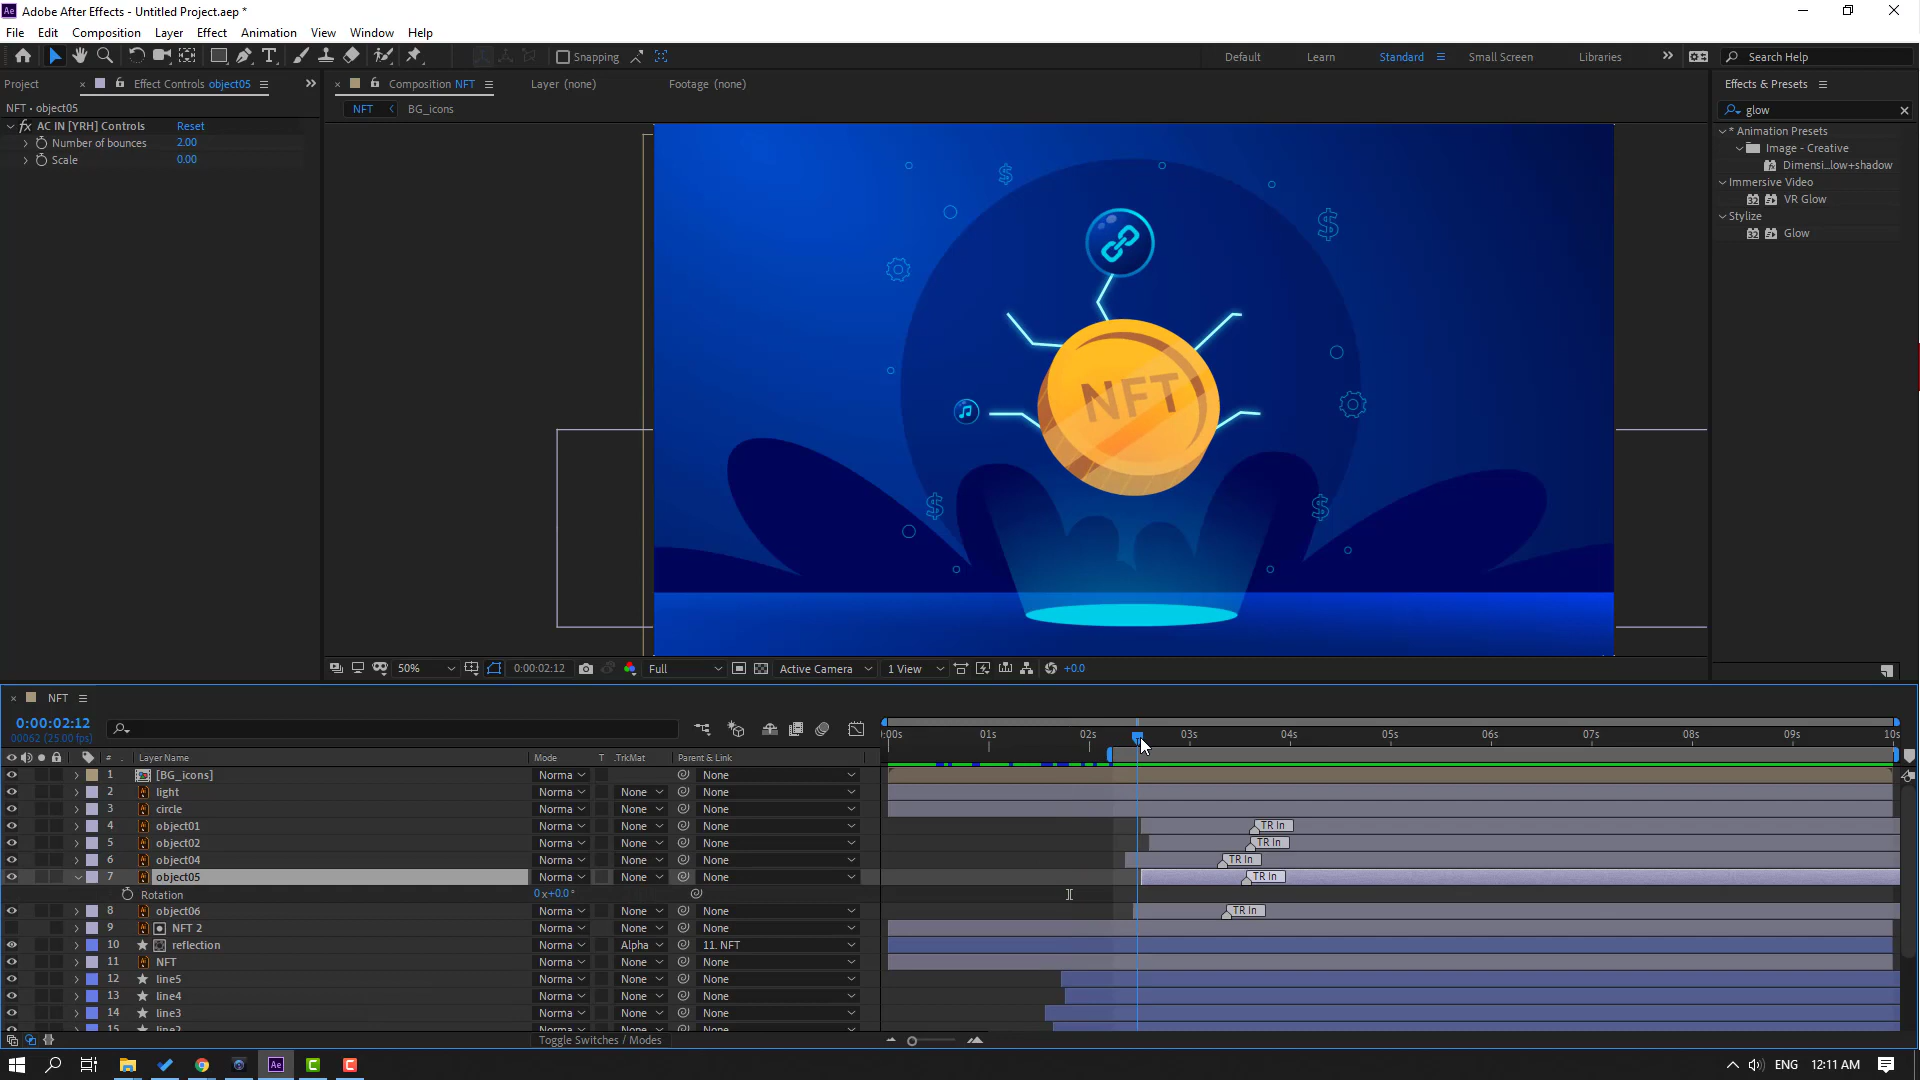 Adobe After Effects - Untitled Project.aep *
File Edit Composition Layer Effect Animation View Window Help
Snapping Default Learn Standard Small Screen Libraries Search Help
Project Effect Controls object05 Composition NFT Layer (none) Footage (none) Effects & Presets
NFT • object05
NFT BG_icons
glow
AC IN [YRH] Controls Reset
Number of bounces 2.00
Scale 0.00
* Animation Presets
Image - Creative
Dimensi...low+shadow
Immersive Video
VR Glow
Stylize
Glow
NFT
50% 0:00:02:12 Full Active Camera 1 View +0.0
NFT
0:00:02:12
00062 (25.00 fps)
:00s 01s 02s 03s 04s 05s 06s 07s 08s 09s 10s
# Layer Name Mode T .TrkMat Parent & Link
1 [BG_icons] Norma None
2 light Norma None None
3 circle Norma None None
4 object01 Norma None None TR In
5 object02 Norma None None TR In
6 object04 Norma None None TR In
7 object05 Norma None None TR In
Rotation 0x+0.0°
8 object06 Norma None None TR In
9 NFT 2 Norma None None
10 reflection Norma Alpha 11. NFT
11 NFT Norma None None
12 line5 Norma None None
13 line4 Norma None None
14 line3 Norma None None
15 line2 Norma None None
Toggle Switches / Modes
Ae ENG 12:11 AM